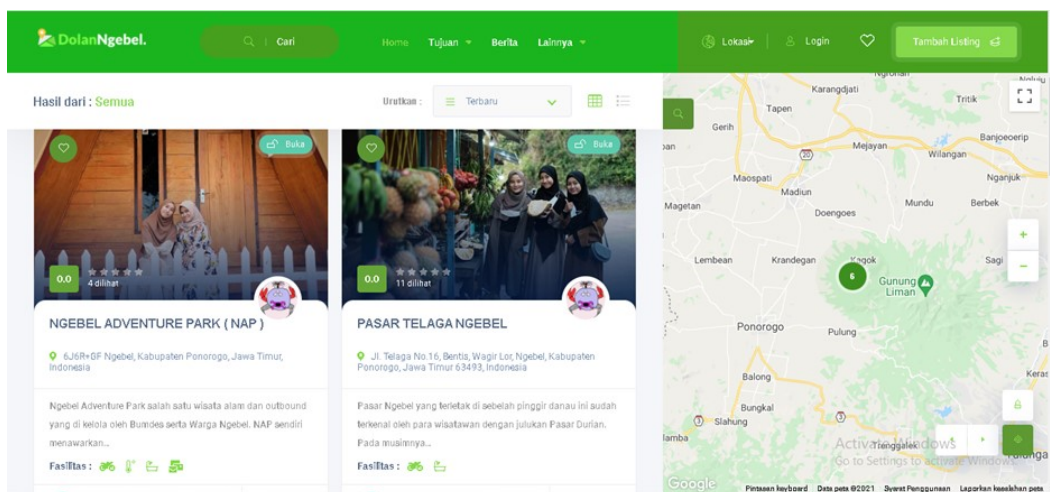 DolanNgebel.
Cari
Home Tujuan Berita Lainnya
Lokasi Login Tambah Listing
Hasil dari : Semua
Urutkan : Terbaru
Buka
0.0
4 dilihat
NGEBEL ADVENTURE PARK ( NAP )
6J6R+GF Ngebel, Kabupaten Ponorogo, Jawa Timur,
Indonesia
Ngebel Adventure Park salah satu wisata alam dan outbound
yang di kelola oleh Bumdes serta Warga Ngebel. NAP sendiri
menawarkan...
Fasilitas :
Buka
0.0
11 dilihat
PASAR TELAGA NGEBEL
Jl. Telaga No.16, Bentis, Wagir Lor, Ngebel, Kabupaten
Ponorogo, Jawa Timur 63493, Indonesia
Pasar Ngebel yang terletak di sebelah pinggir danau ini sudah
terkenal oleh para wisatawan dengan julukan Pasar Durian.
Pada musimnya...
Fasilitas :
Karangdjati
Tritik
Tapen
Gerih
Banjoeoerip
Mejayan
20
Wilangan
Maospati
Nganjuk
Madiun
Magetan
Mundu
Berbek
Doengoes
+
Lembean
Krandegan
Kagok
Sagi
−
6
Gunung
Liman
Ponorogo
Pulung
Balong
Keras
Bungkal
3
3
Slahung
Trenggalek
Activate Windows
Go to Settings to activate Windows.
Google
Pintasan keyboard Data peta ©2021 Syarat Penggunaan Laporkan kesalahan peta